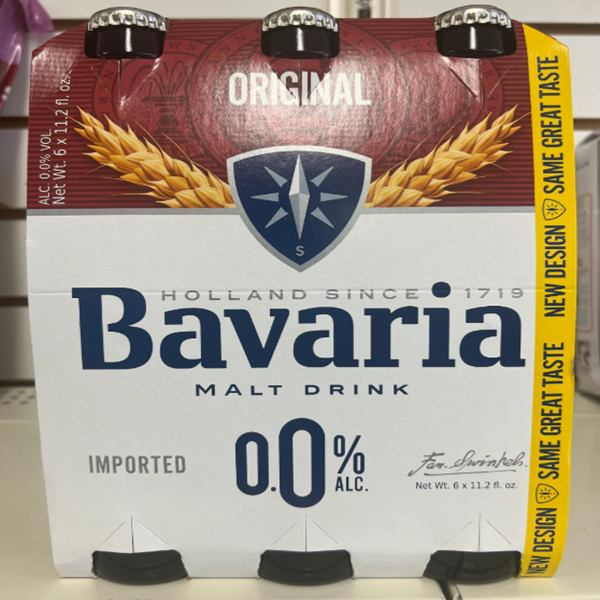 ORIGINAL
ALC. 0.0% VOL.
Net Wt. 6 x 11.2 fl. oz.
S
HOLLAND SINCE 1719
Bavaria
MALT DRINK
IMPORTED
0.0%
ALC.
Fam. Swinkels.
Net Wt. 6 x 11.2 fl. oz.
NEW DESIGN SAME GREAT TASTE
NEW DESIGN SAME GREAT TASTE